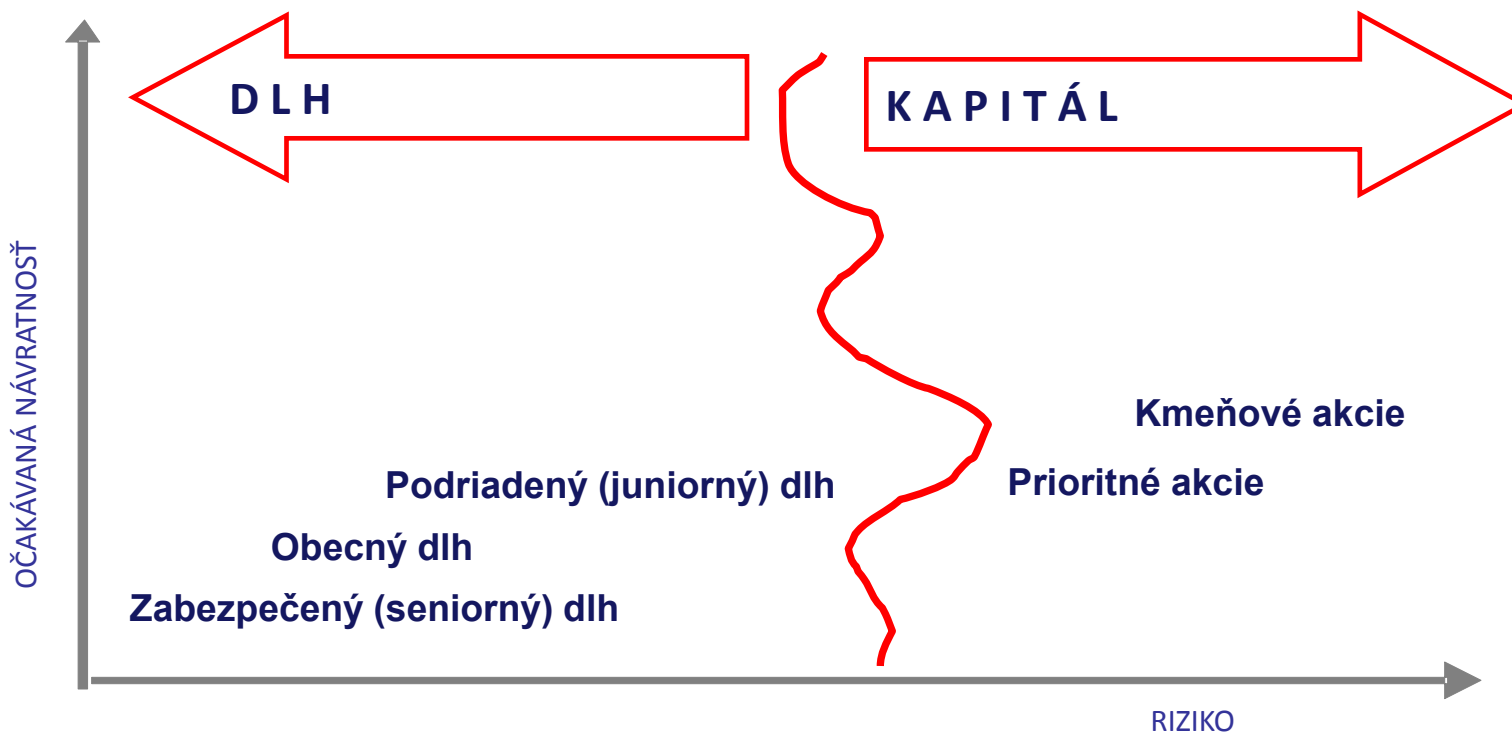 D L H
K A P I T Á L
OČAKÁVANÁ NÁVRATNOSŤ
Kmeňové akcie
Podriadený (juniorný) dlh
Prioritné akcie
Obecný dlh
Zabezpečený (seniorný) dlh
RIZIKO